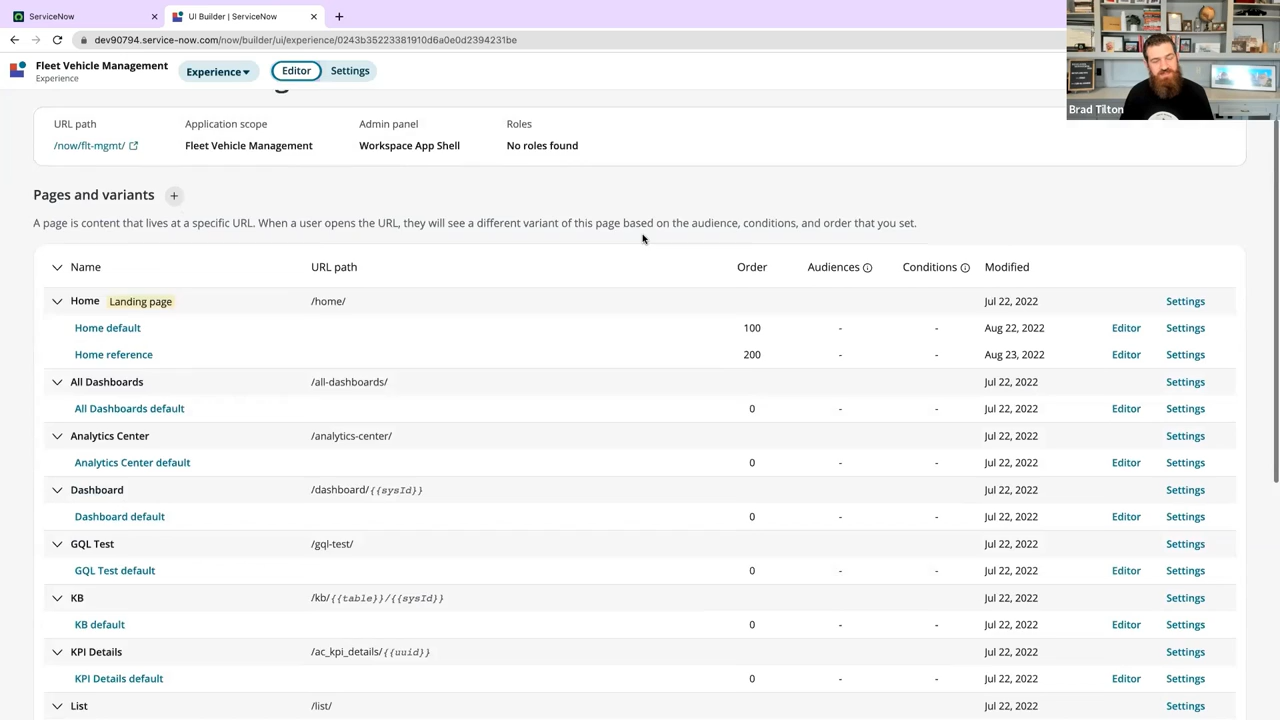 ServiceNow
UI Builder | ServiceNow
Fleet Vehicle Management
Experience
Experience
Editor
Settings
Brad Tilton
URL path
Application scope
Admin panel
Roles
/now/flt-mgmt/
Fleet Vehicle Management
Workspace App Shell
No roles found
Pages and variants
A page is content that lives at a specific URL. When a user opens the URL, they will see a different variant of this page based on the audience, conditions, and order that you set.
Name URL path Order Audiences Conditions Modified
Home Landing page /home/ Jul 22, 2022 Settings
Home default 100 - - Aug 22, 2022 Editor Settings
Home reference 200 - - Aug 23, 2022 Editor Settings
All Dashboards /all-dashboards/ Jul 22, 2022 Settings
All Dashboards default 0 - - Jul 22, 2022 Editor Settings
Analytics Center /analytics-center/ Jul 22, 2022 Settings
Analytics Center default 0 - - Jul 22, 2022 Editor Settings
Dashboard /dashboard/{{sysId}} Jul 22, 2022 Settings
Dashboard default 0 - - Jul 22, 2022 Editor Settings
GQL Test /gql-test/ Jul 22, 2022 Settings
GQL Test default 0 - - Jul 22, 2022 Editor Settings
KB /kb/{{table}}/{{sysId}} Jul 22, 2022 Settings
KB default 0 - - Jul 22, 2022 Editor Settings
KPI Details /ac_kpi_details/{{uuid}} Jul 22, 2022 Settings
KPI Details default 0 - - Jul 22, 2022 Editor Settings
List /list/ Jul 22, 2022 Settings